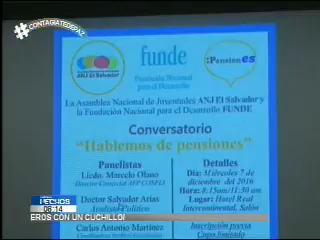 #CONTAGIATEDEPAZ
ANJ El Salvador
funde
Fundación Nacional
para el Desarrollo
:Pensiones
La Asamblea Nacional de Juventudes ANJ El Salvador y
la Fundación Nacional para el Desarrollo FUNDE
Conversatorio
"Hablemos de pensiones"
Panelistas
Licdo. Marcelo Olano
Director Comercial AFP CONFIA
Doctor Salvador Arias
Analista Político
Carlos Antonio Martínez
Detalles
Día: Miércoles 7 de
diciembre del 2016
Hora: 8:15am/11:30 am
Lugar: Hotel Real
Intercontinental, Salón
Inscripción previa
Cupo limitado
HECHOS
08:14
EROS CON UN CUCHILLO